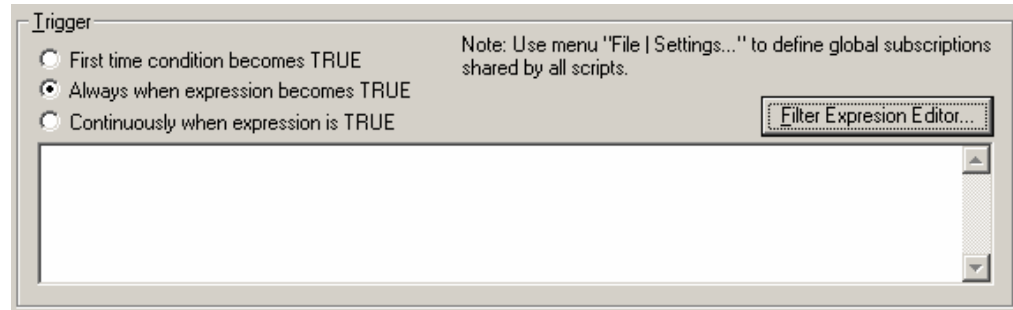 Trigger
First time condition becomes TRUE
Always when expression becomes TRUE
Continuously when expression is TRUE
Note: Use menu "File | Settings..." to define global subscriptions
shared by all scripts.
Filter Expresion Editor...